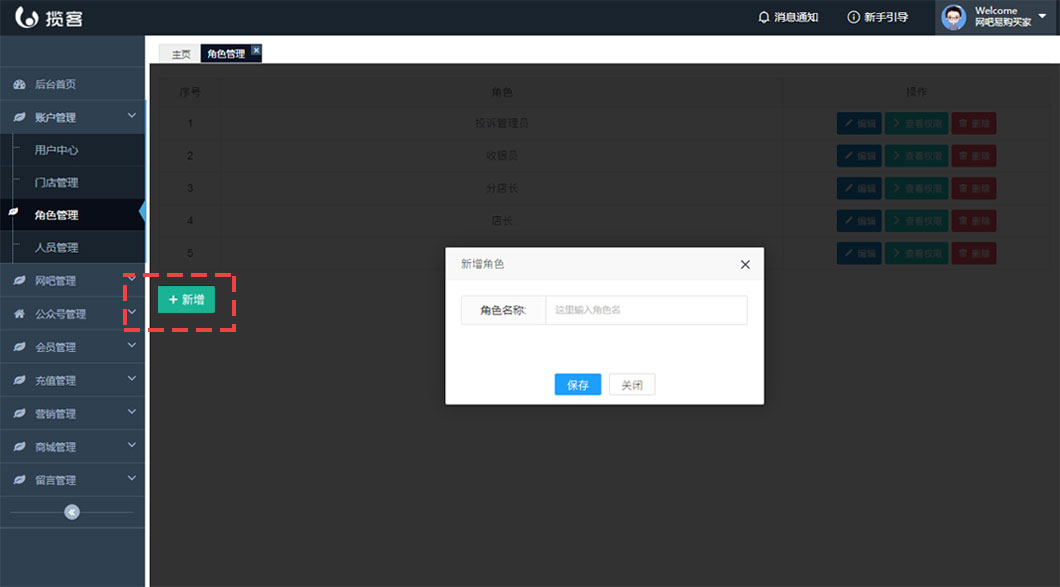 揽客
消息通知
新手引导
Welcome
网吧易购买家
主页
角色管理
后台首页
账户管理
用户中心
门店管理
角色管理
人员管理
网吧管理
公众号管理
会员管理
充值管理
营销管理
商城管理
留言管理
序号 角色 操作
1 投诉管理员 编辑 查看权限 删除
2 收银员 编辑 查看权限 删除
3 分店长 编辑 查看权限 删除
4 店长 编辑 查看权限 删除
5 编辑 查看权限 删除
+ 新增
新增角色
角色名称: 这里输入角色名
保存 关闭